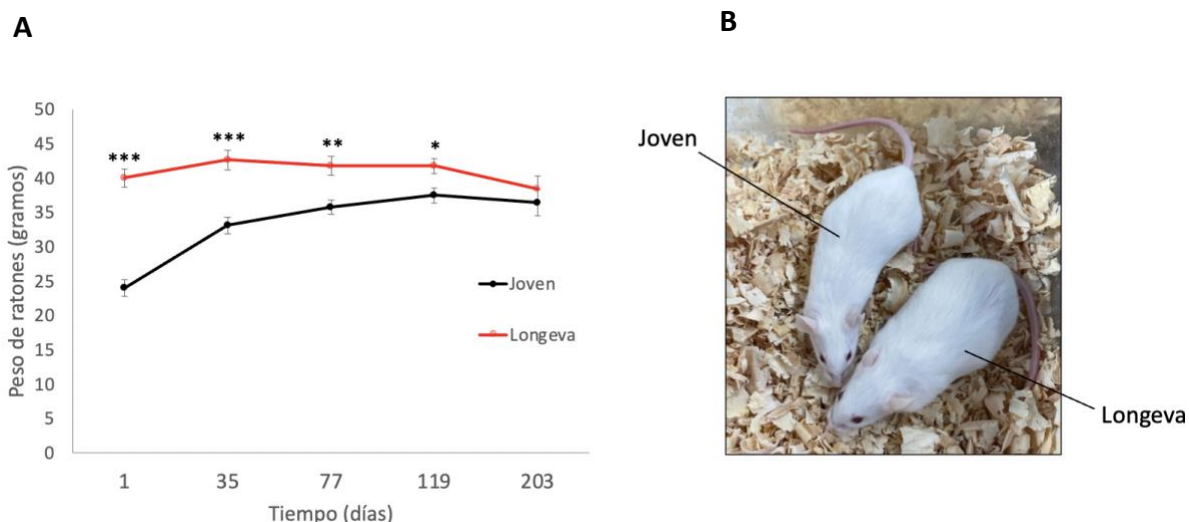 A
B
Peso de ratones (gramos)
50
45
40
35
30
25
20
15
10
5
0
***
***
**
*
Joven
Longeva
1 35 77 119 203
Tiempo (días)
Joven
Longeva